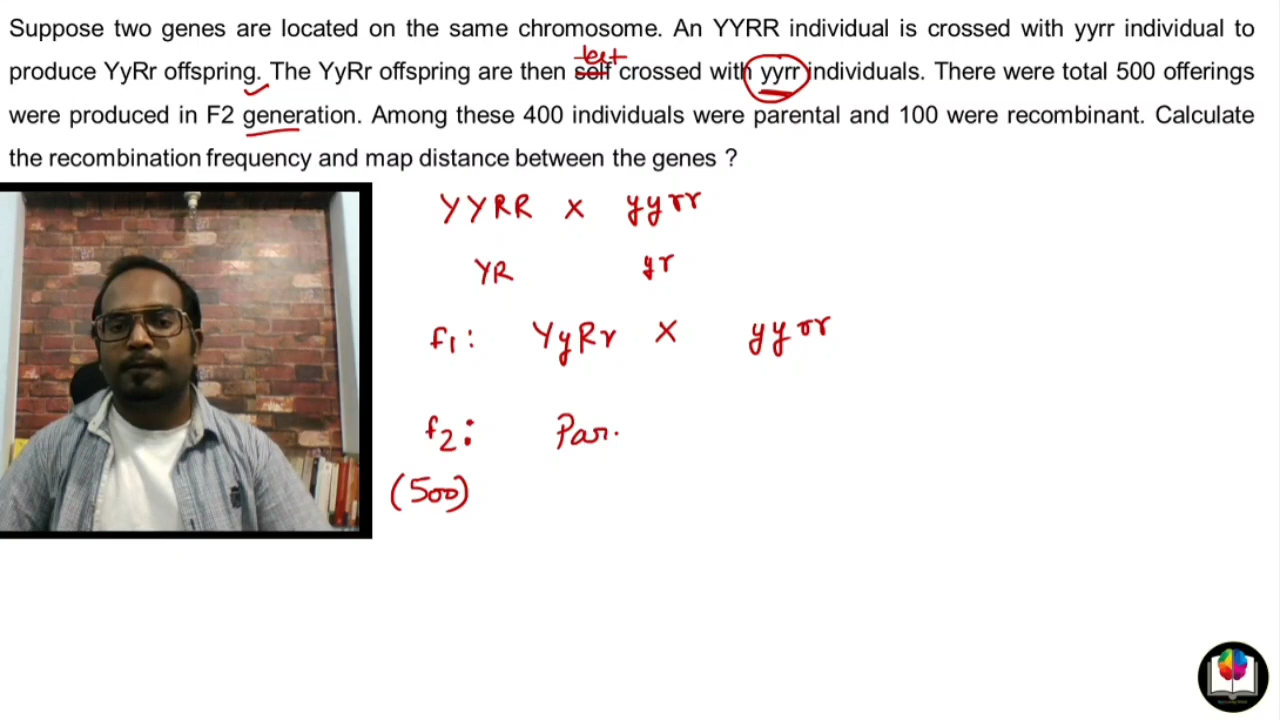 Suppose two genes are located on the same chromosome. An YYRR individual is crossed with yyrr individual to
test
produce YyRr offspring. The YyRr offspring are then self crossed with yyrr individuals. There were total 500 offerings
were produced in F2 generation. Among these 400 individuals were parental and 100 were recombinant. Calculate
the recombination frequency and map distance between the genes ?
YYRR x yyrr
YR yr
f1: YyRr x yyrr
f2: Par.
(500)